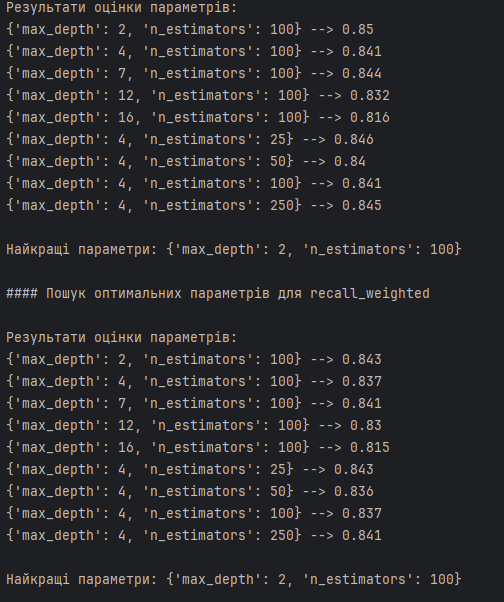 Результати оцінки параметрів:
{'max_depth': 2, 'n_estimators': 100} --> 0.85
{'max_depth': 4, 'n_estimators': 100} --> 0.841
{'max_depth': 7, 'n_estimators': 100} --> 0.844
{'max_depth': 12, 'n_estimators': 100} --> 0.832
{'max_depth': 16, 'n_estimators': 100} --> 0.816
{'max_depth': 4, 'n_estimators': 25} --> 0.846
{'max_depth': 4, 'n_estimators': 50} --> 0.84
{'max_depth': 4, 'n_estimators': 100} --> 0.841
{'max_depth': 4, 'n_estimators': 250} --> 0.845
Найкращі параметри: {'max_depth': 2, 'n_estimators': 100}
#### Пошук оптимальних параметрів для recall_weighted
Результати оцінки параметрів:
{'max_depth': 2, 'n_estimators': 100} --> 0.843
{'max_depth': 4, 'n_estimators': 100} --> 0.837
{'max_depth': 7, 'n_estimators': 100} --> 0.841
{'max_depth': 12, 'n_estimators': 100} --> 0.83
{'max_depth': 16, 'n_estimators': 100} --> 0.815
{'max_depth': 4, 'n_estimators': 25} --> 0.843
{'max_depth': 4, 'n_estimators': 50} --> 0.836
{'max_depth': 4, 'n_estimators': 100} --> 0.837
{'max_depth': 4, 'n_estimators': 250} --> 0.841
Найкращі параметри: {'max_depth': 2, 'n_estimators': 100}